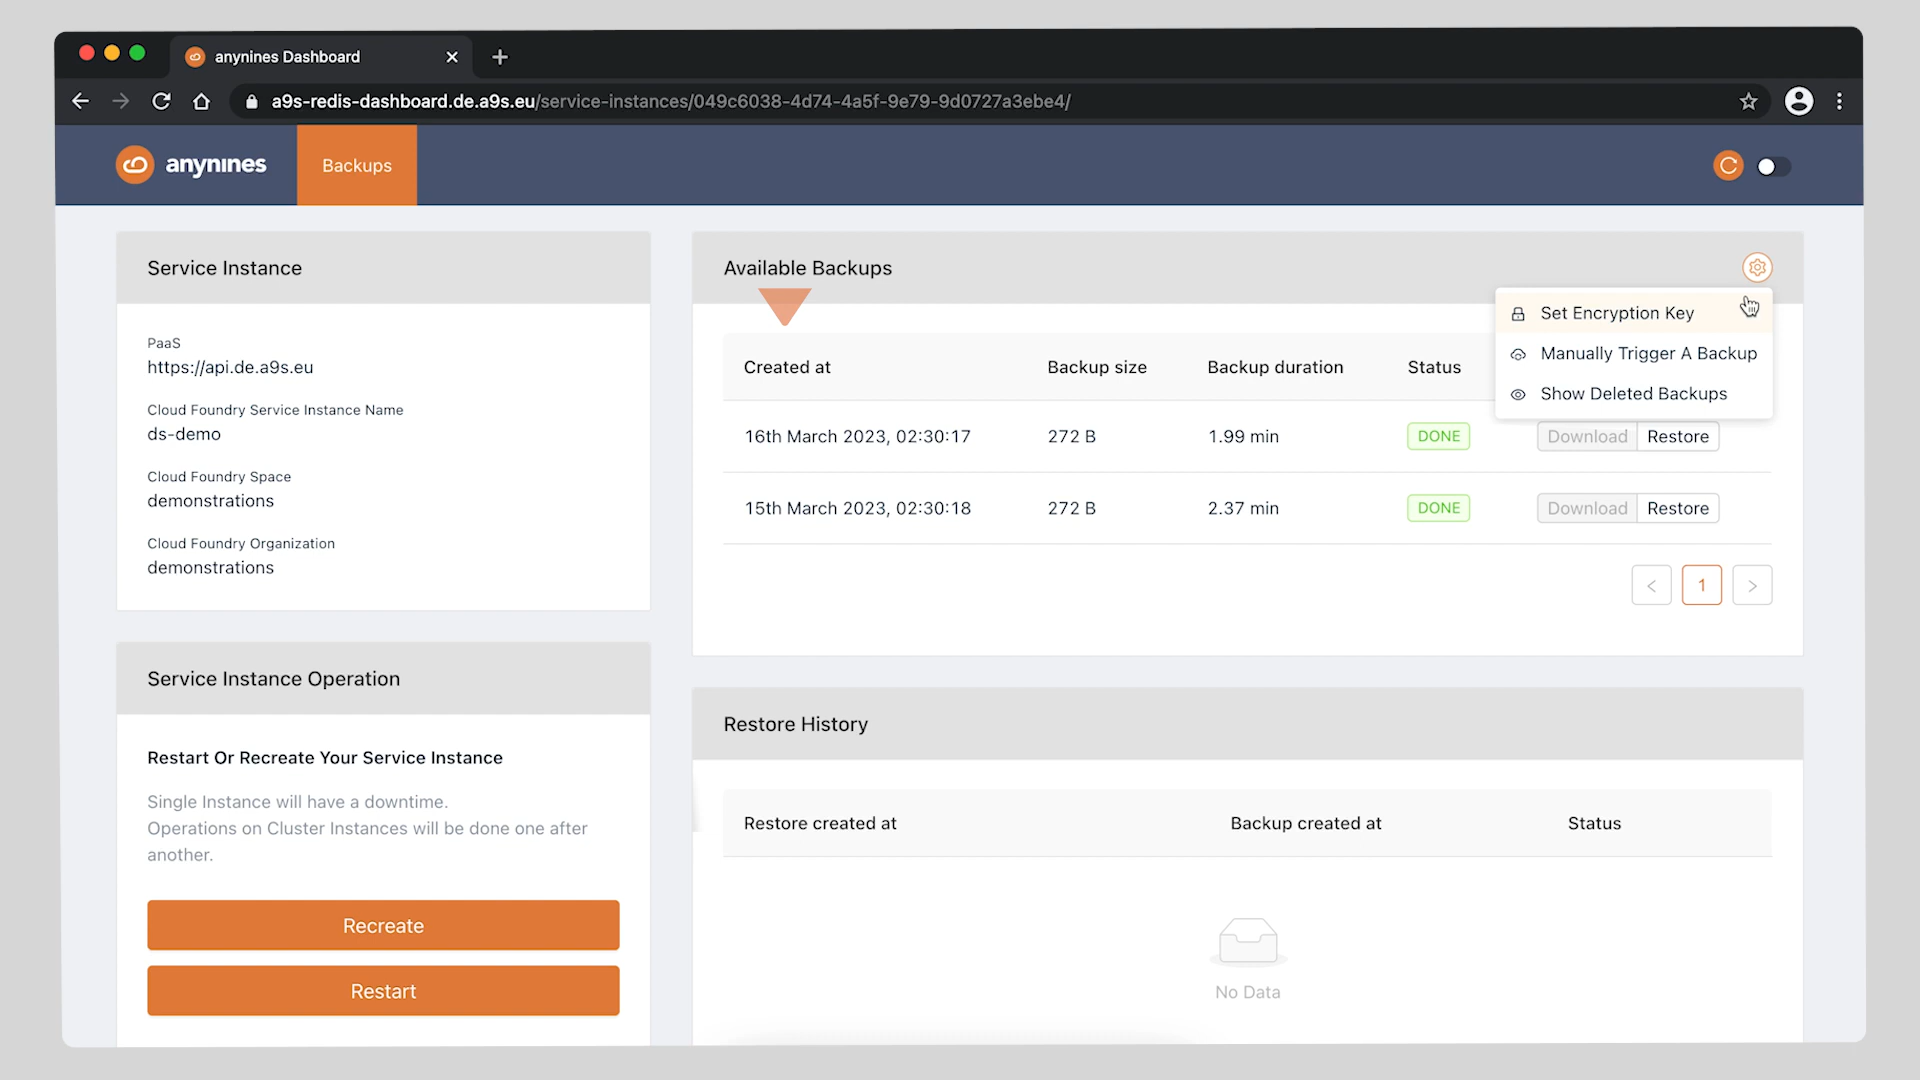 anynines Dashboard
a9s-redis-dashboard.de.a9s.eu/service-instances/049c6038-4d74-4a5f-9e79-9d0727a3ebe4/
anynines
Backups
Service Instance
PaaS
https://api.de.a9s.eu
Cloud Foundry Service Instance Name
ds-demo
Cloud Foundry Space
demonstrations
Cloud Foundry Organization
demonstrations
Service Instance Operation
Restart Or Recreate Your Service Instance
Single Instance will have a downtime.
Operations on Cluster Instances will be done one after
another.
Recreate
Restart
Available Backups
Set Encryption Key
Manually Trigger A Backup
Show Deleted Backups
Created at Backup size Backup duration Status
16th March 2023, 02:30:17 272 B 1.99 min DONE Download Restore
15th March 2023, 02:30:18 272 B 2.37 min DONE Download Restore
< 1 >
Restore History
Restore created at Backup created at Status
No Data